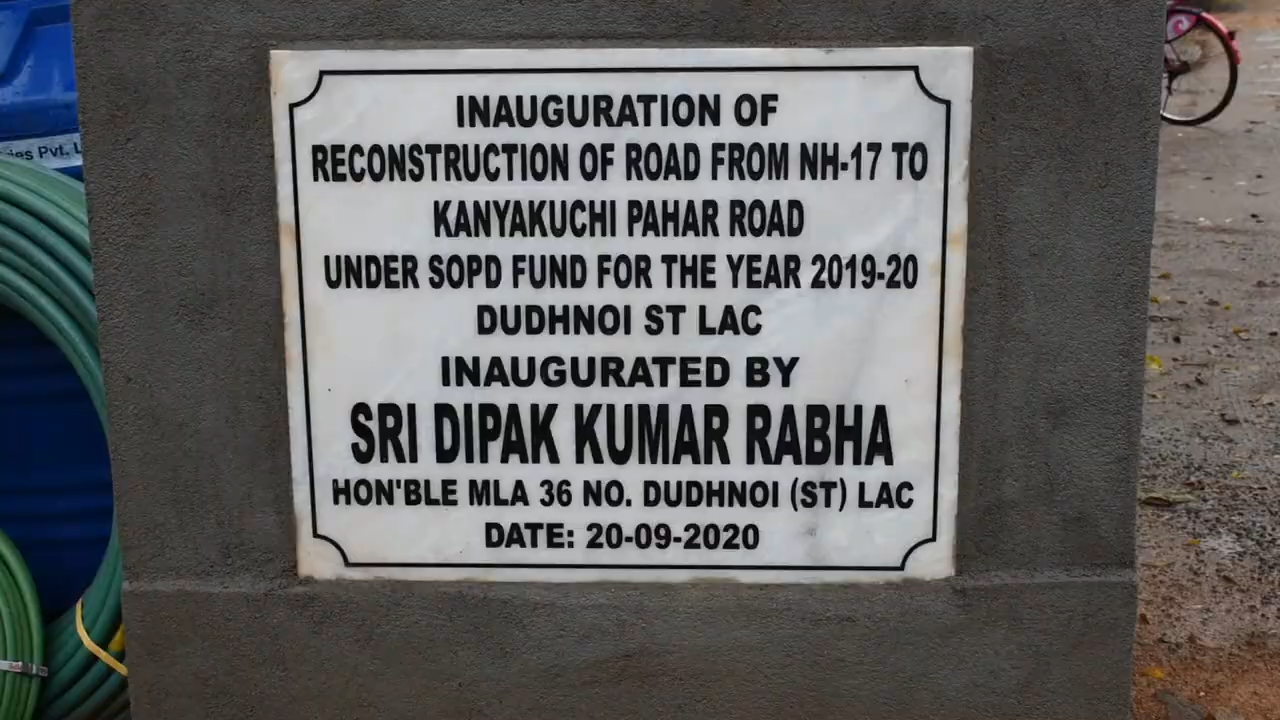 INAUGURATION OF
RECONSTRUCTION OF ROAD FROM NH-17 TO
KANYAKUCHI PAHAR ROAD
UNDER SOPD FUND FOR THE YEAR 2019-20
DUDHNOI ST LAC
INAUGURATED BY
SRI DIPAK KUMAR RABHA
HON'BLE MLA 36 NO. DUDHNOI (ST) LAC
DATE: 20-09-2020
Pvt.